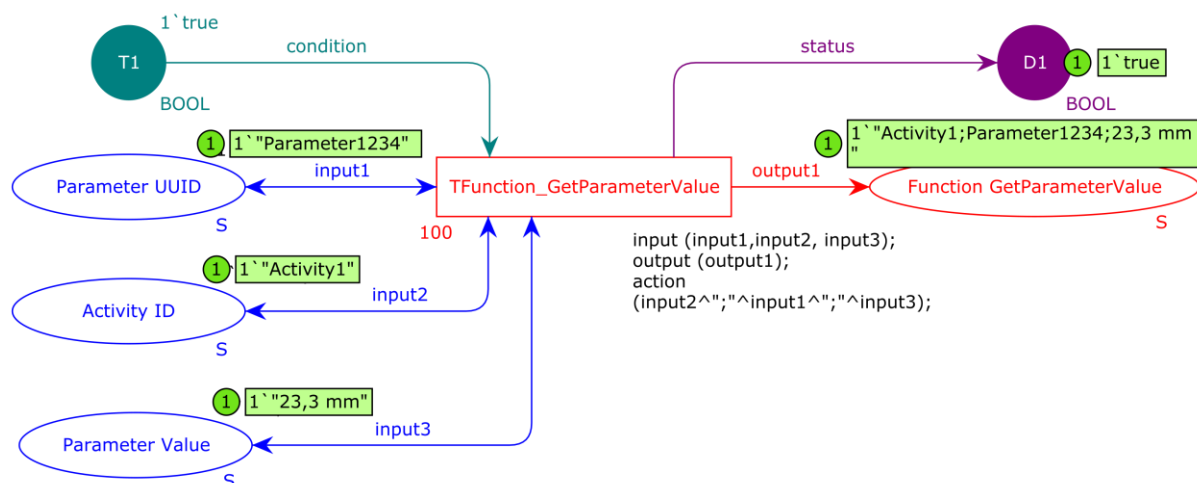 1`true
condition
status
T1
D1
1
1`true
BOOL
BOOL
1
1`"Parameter1234"
1
1`"Activity1;Parameter1234;23,3 mm
"
Parameter UUID
input1
TFunction_GetParameterValue
output1
Function GetParameterValue
S
100
S
input (input1,input2, input3);
output (output1);
action
(input2^";"^input1^";"^input3);
1
1`"Activity1"
Activity ID
input2
S
1
1`"23,3 mm"
Parameter Value
input3
S